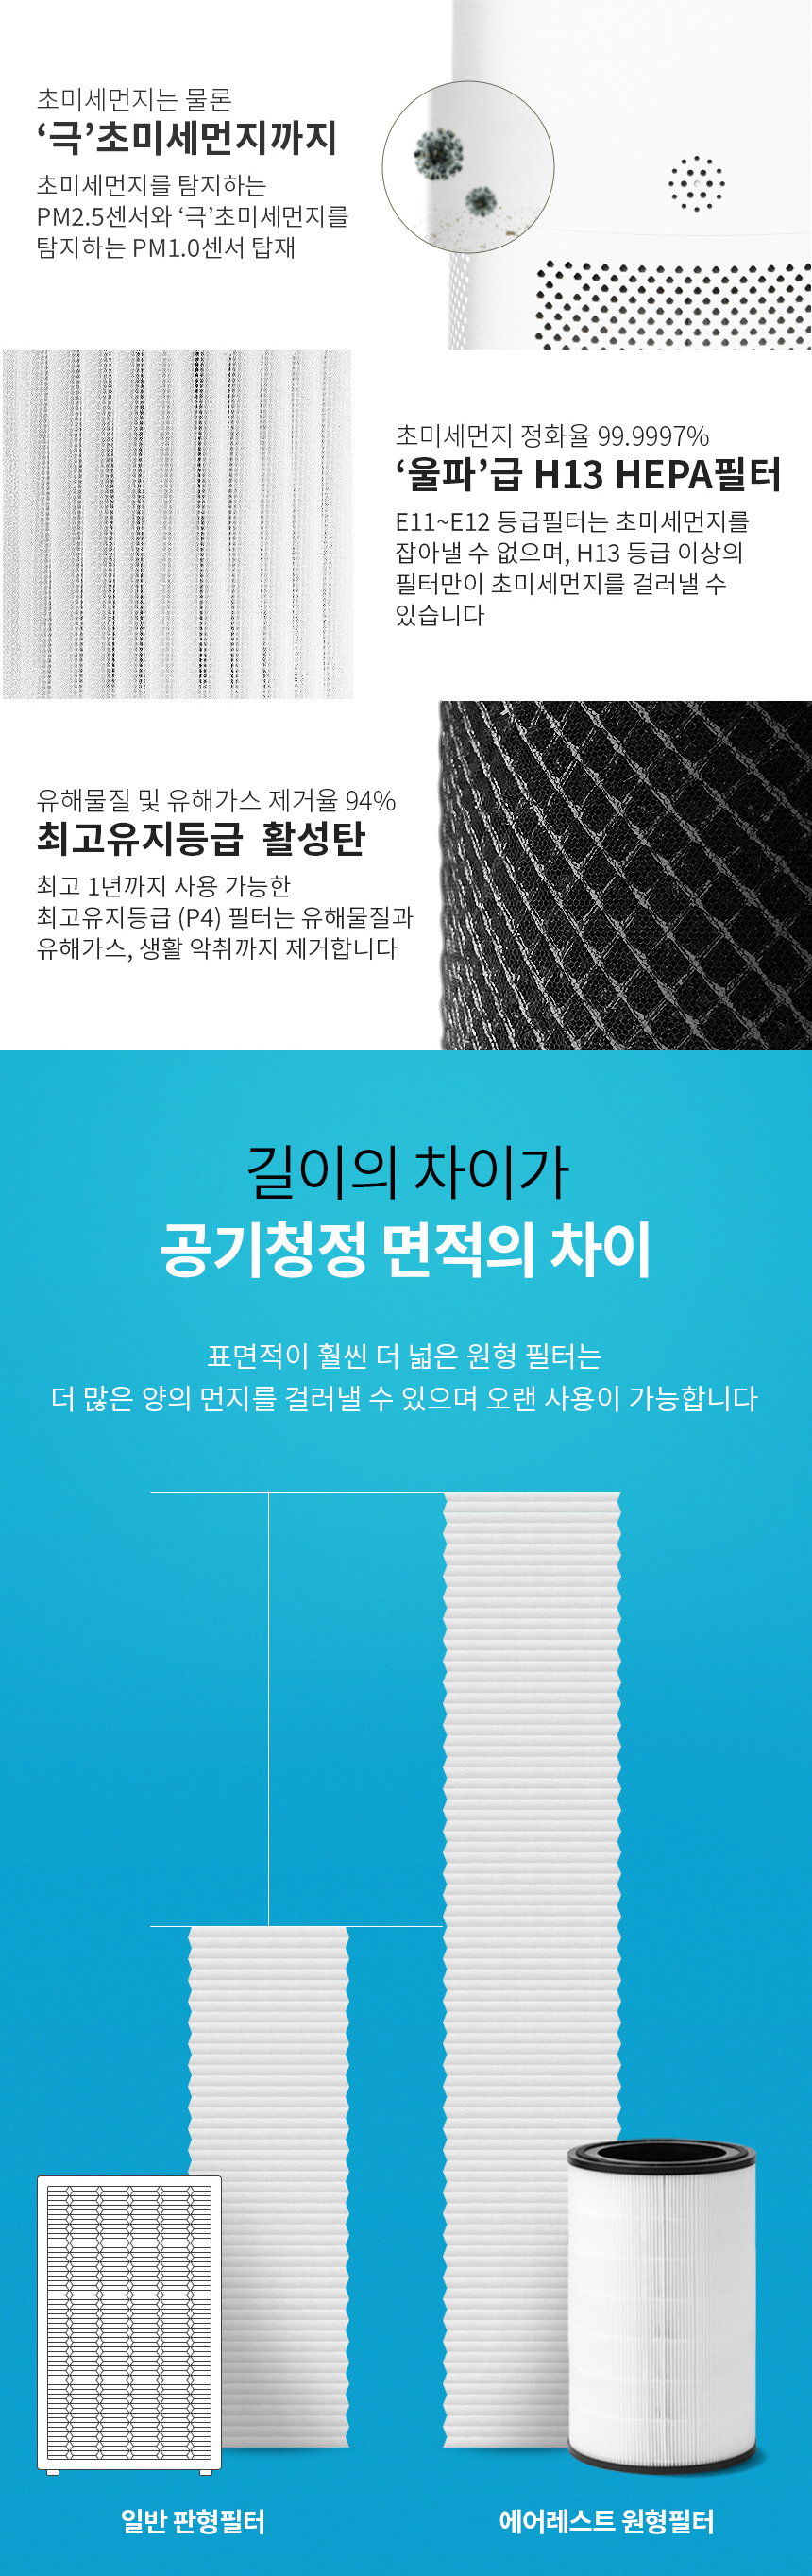 초미세먼지는 물론
‘극’초미세먼지까지
초미세먼지를 탐지하는
PM2.5센서와 ‘극’초미세먼지를
탐지하는 PM1.0센서 탑재
초미세먼지 정화율 99.9997%
‘울파’급 H13 HEPA필터
E11~E12 등급필터는 초미세먼지를
잡아낼 수 없으며, H13 등급 이상의
필터만이 초미세먼지를 걸러낼 수
있습니다
유해물질 및 유해가스 제거율 94%
최고유지등급 활성탄
최고 1년까지 사용 가능한
최고유지등급 (P4) 필터는 유해물질과
유해가스, 생활 악취까지 제거합니다
길이의 차이가
공기청정 면적의 차이
표면적이 훨씬 더 넓은 원형 필터는
더 많은 양의 먼지를 걸러낼 수 있으며 오랜 사용이 가능합니다
일반 판형필터
에어레스트 원형필터